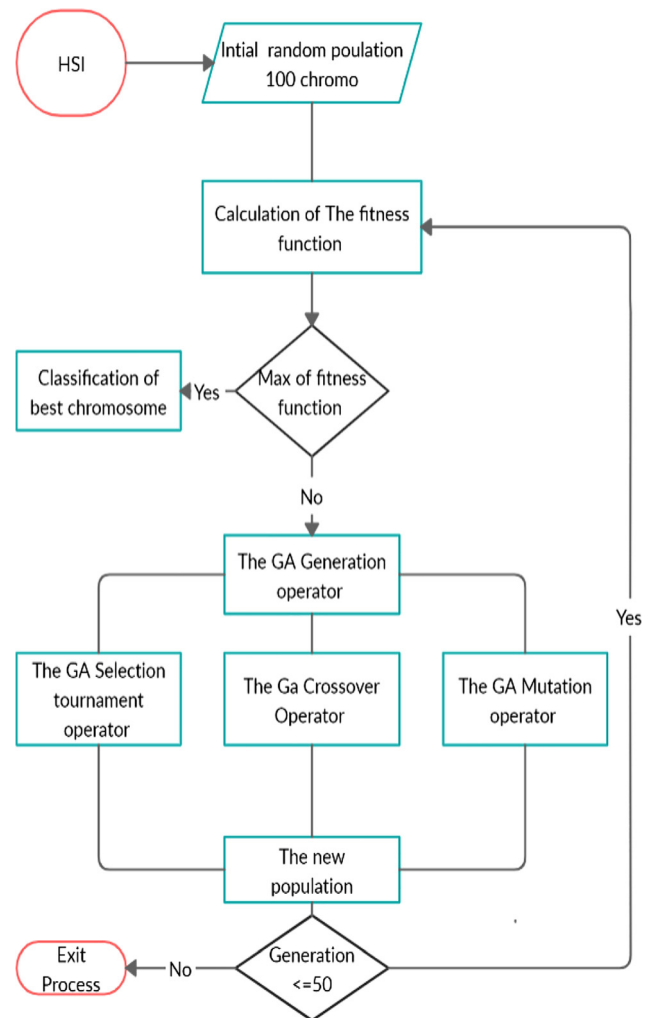 HSI
Intial random poulation
100 chromo
Calculation of The fitness
function
Max of fitness
function
Yes
Classification of
best chromosome
No
The GA Generation
operator
The GA Selection
tournament
operator
The Ga Crossover
Operator
The GA Mutation
operator
Yes
The new
population
Generation
<=50
No
Exit
Process